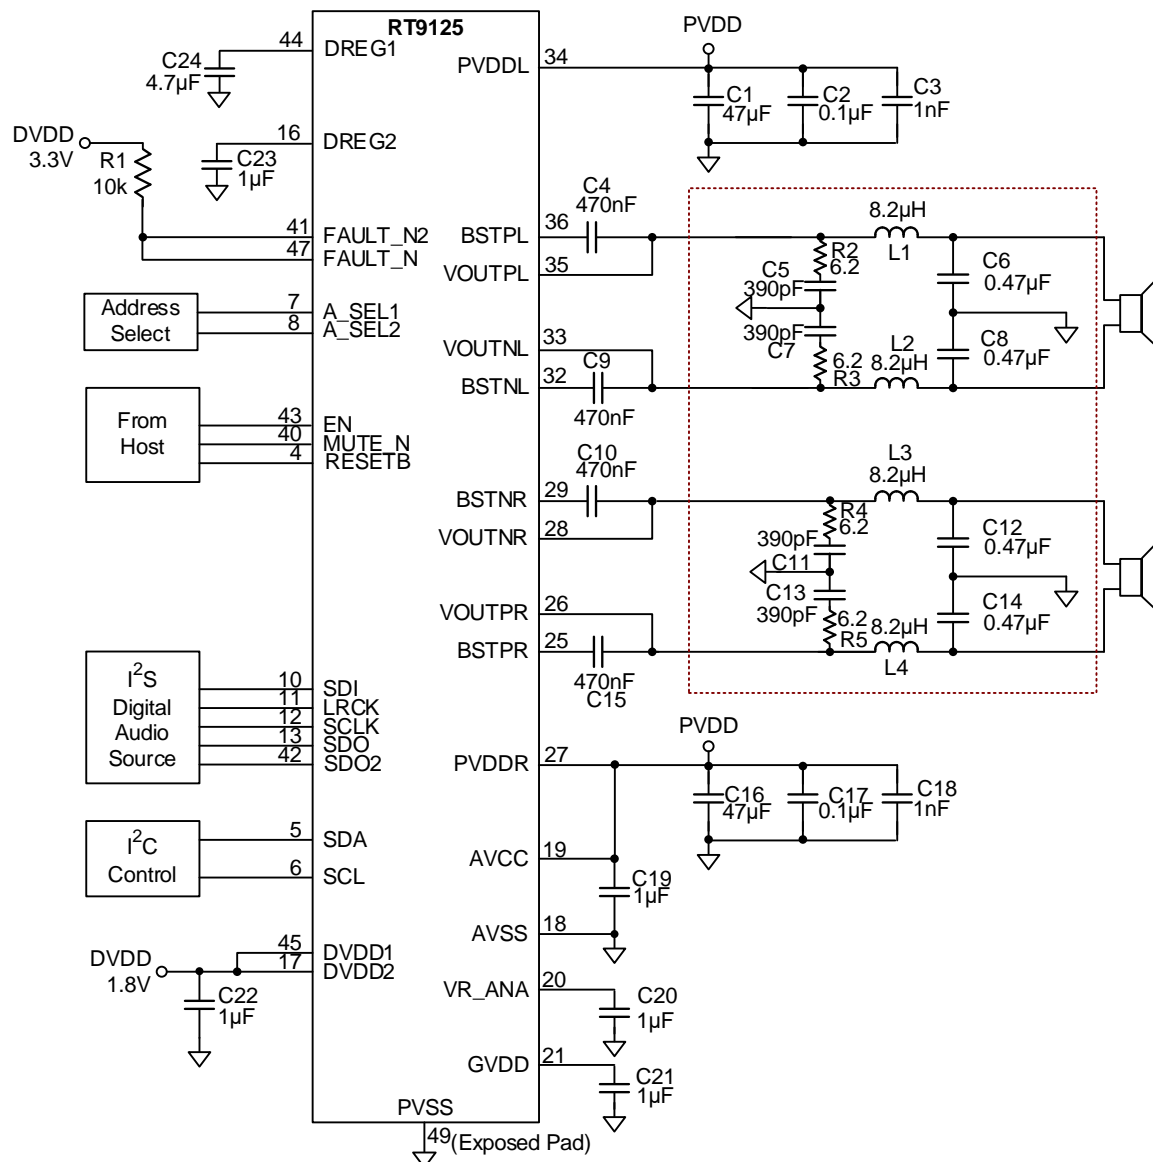 RT9125
44
DREG1
C24
4.7µF
16
DREG2
C23
1µF
DVDD
3.3V
R1
10k
41
FAULT_N2
47
FAULT_N
Address
Select
7
A_SEL1
8
A_SEL2
From
Host
43
EN
40
MUTE_N
4
RESETB
I²S
Digital
Audio
Source
10
SDI
11
LRCK
12
SCLK
13
SDO
42
SDO2
I²C
Control
5
SDA
6
SCL
DVDD
1.8V
45
DVDD1
17
DVDD2
C22
1µF
PVSS
49
(Exposed Pad)
PVDDL
34
PVDD
C1
47µF
C2
0.1µF
C3
1nF
BSTPL
36
C4
470nF
VOUTPL
35
VOUTNL
33
BSTNL
32
C9
470nF
R2
6.2
C5
390pF
390pF
C7
6.2
R3
8.2µH
L1
L2
8.2µH
C6
0.47µF
C8
0.47µF
BSTNR
29
C10
470nF
VOUTNR
28
VOUTPR
26
BSTPR
25
470nF
C15
R4
6.2
390pF
C11
C13
390pF
6.2
R5
L3
8.2µH
8.2µH
L4
C12
0.47µF
C14
0.47µF
PVDDR
27
PVDD
C16
47µF
C17
0.1µF
C18
1nF
AVCC
19
C19
1µF
AVSS
18
VR_ANA
20
C20
1µF
GVDD
21
C21
1µF